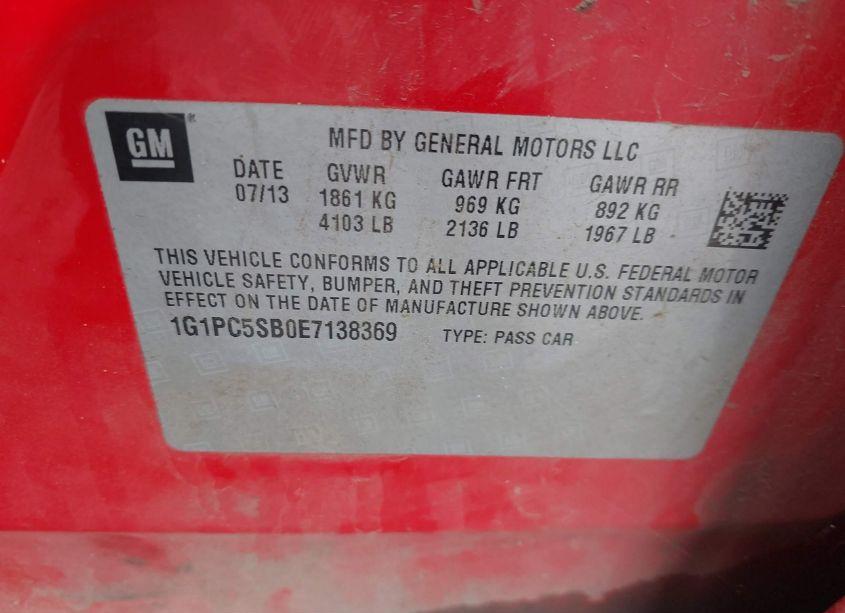 GM
MFD BY GENERAL MOTORS LLC
DATE GVWR GAWR FRT GAWR RR
07/13 1861 KG 969 KG 892 KG
4103 LB 2136 LB 1967 LB
THIS VEHICLE CONFORMS TO ALL APPLICABLE U.S. FEDERAL MOTOR
VEHICLE SAFETY, BUMPER, AND THEFT PREVENTION STANDARDS IN
EFFECT ON THE DATE OF MANUFACTURE SHOWN ABOVE.
1G1PC5SB0E7138369 TYPE: PASS CAR